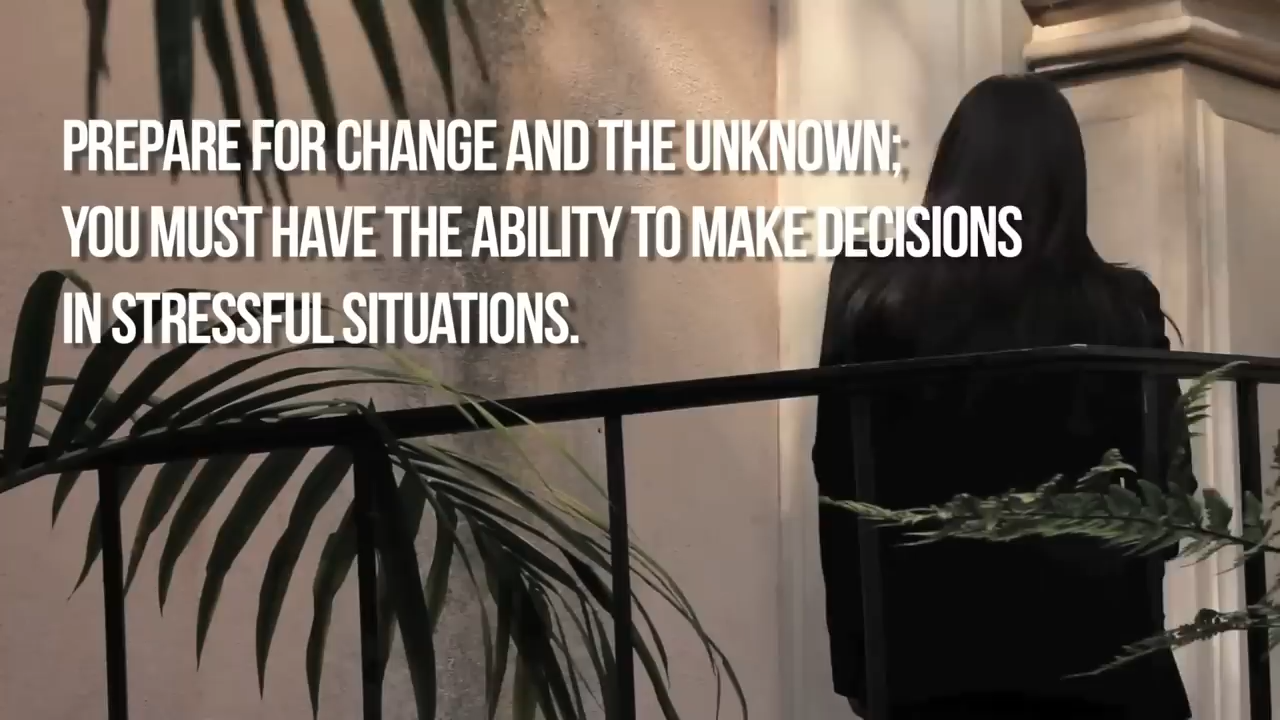 PREPARE FOR CHANGE AND THE UNKNOWN;
YOU MUST HAVE THE ABILITY TO MAKE DECISIONS
IN STRESSFUL SITUATIONS.